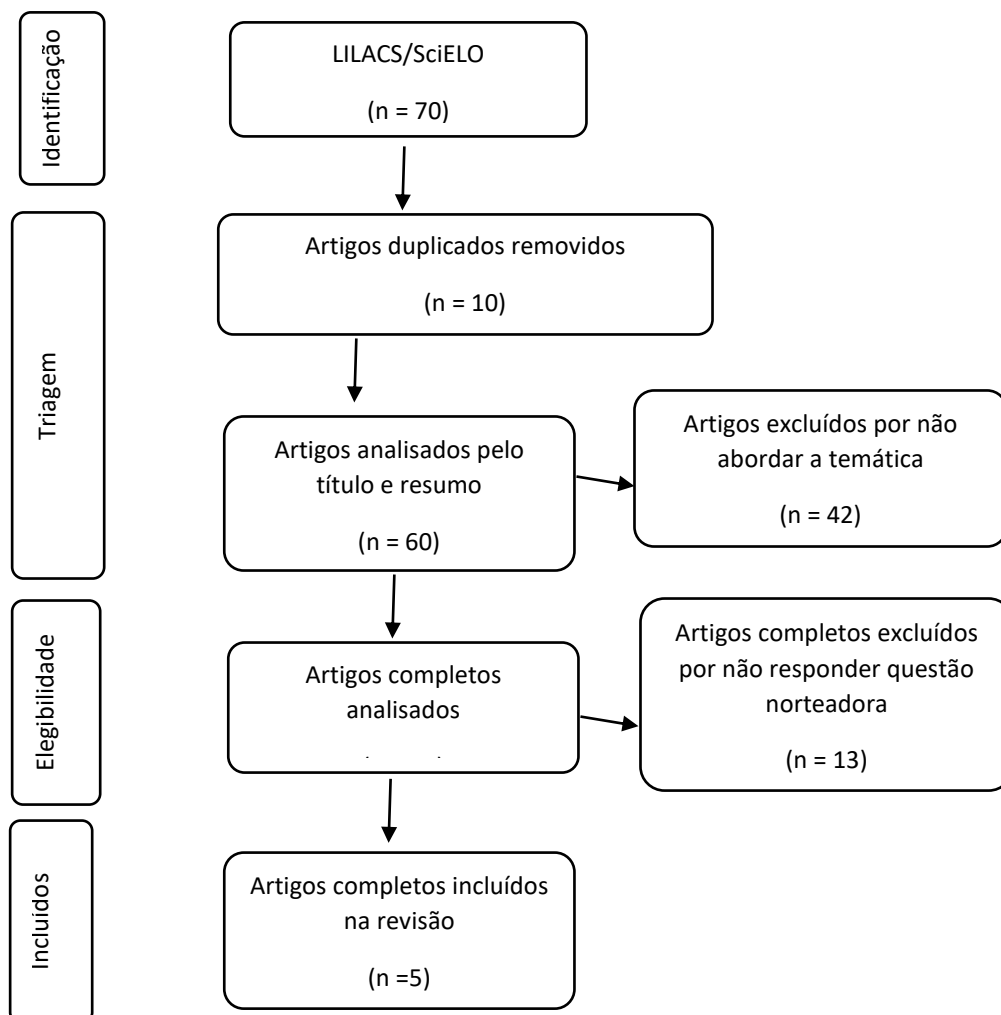 Identificação
LILACS/SciELO
(n = 70)
Triagem
Artigos duplicados removidos
(n = 10)
Artigos analisados pelo
título e resumo
(n = 60)
Artigos excluídos por não
abordar a temática
(n = 42)
Elegibilidade
Artigos completos
analisados
Artigos completos excluídos
por não responder questão
norteadora
(n = 13)
Incluídos
Artigos completos incluídos
na revisão
(n =5)